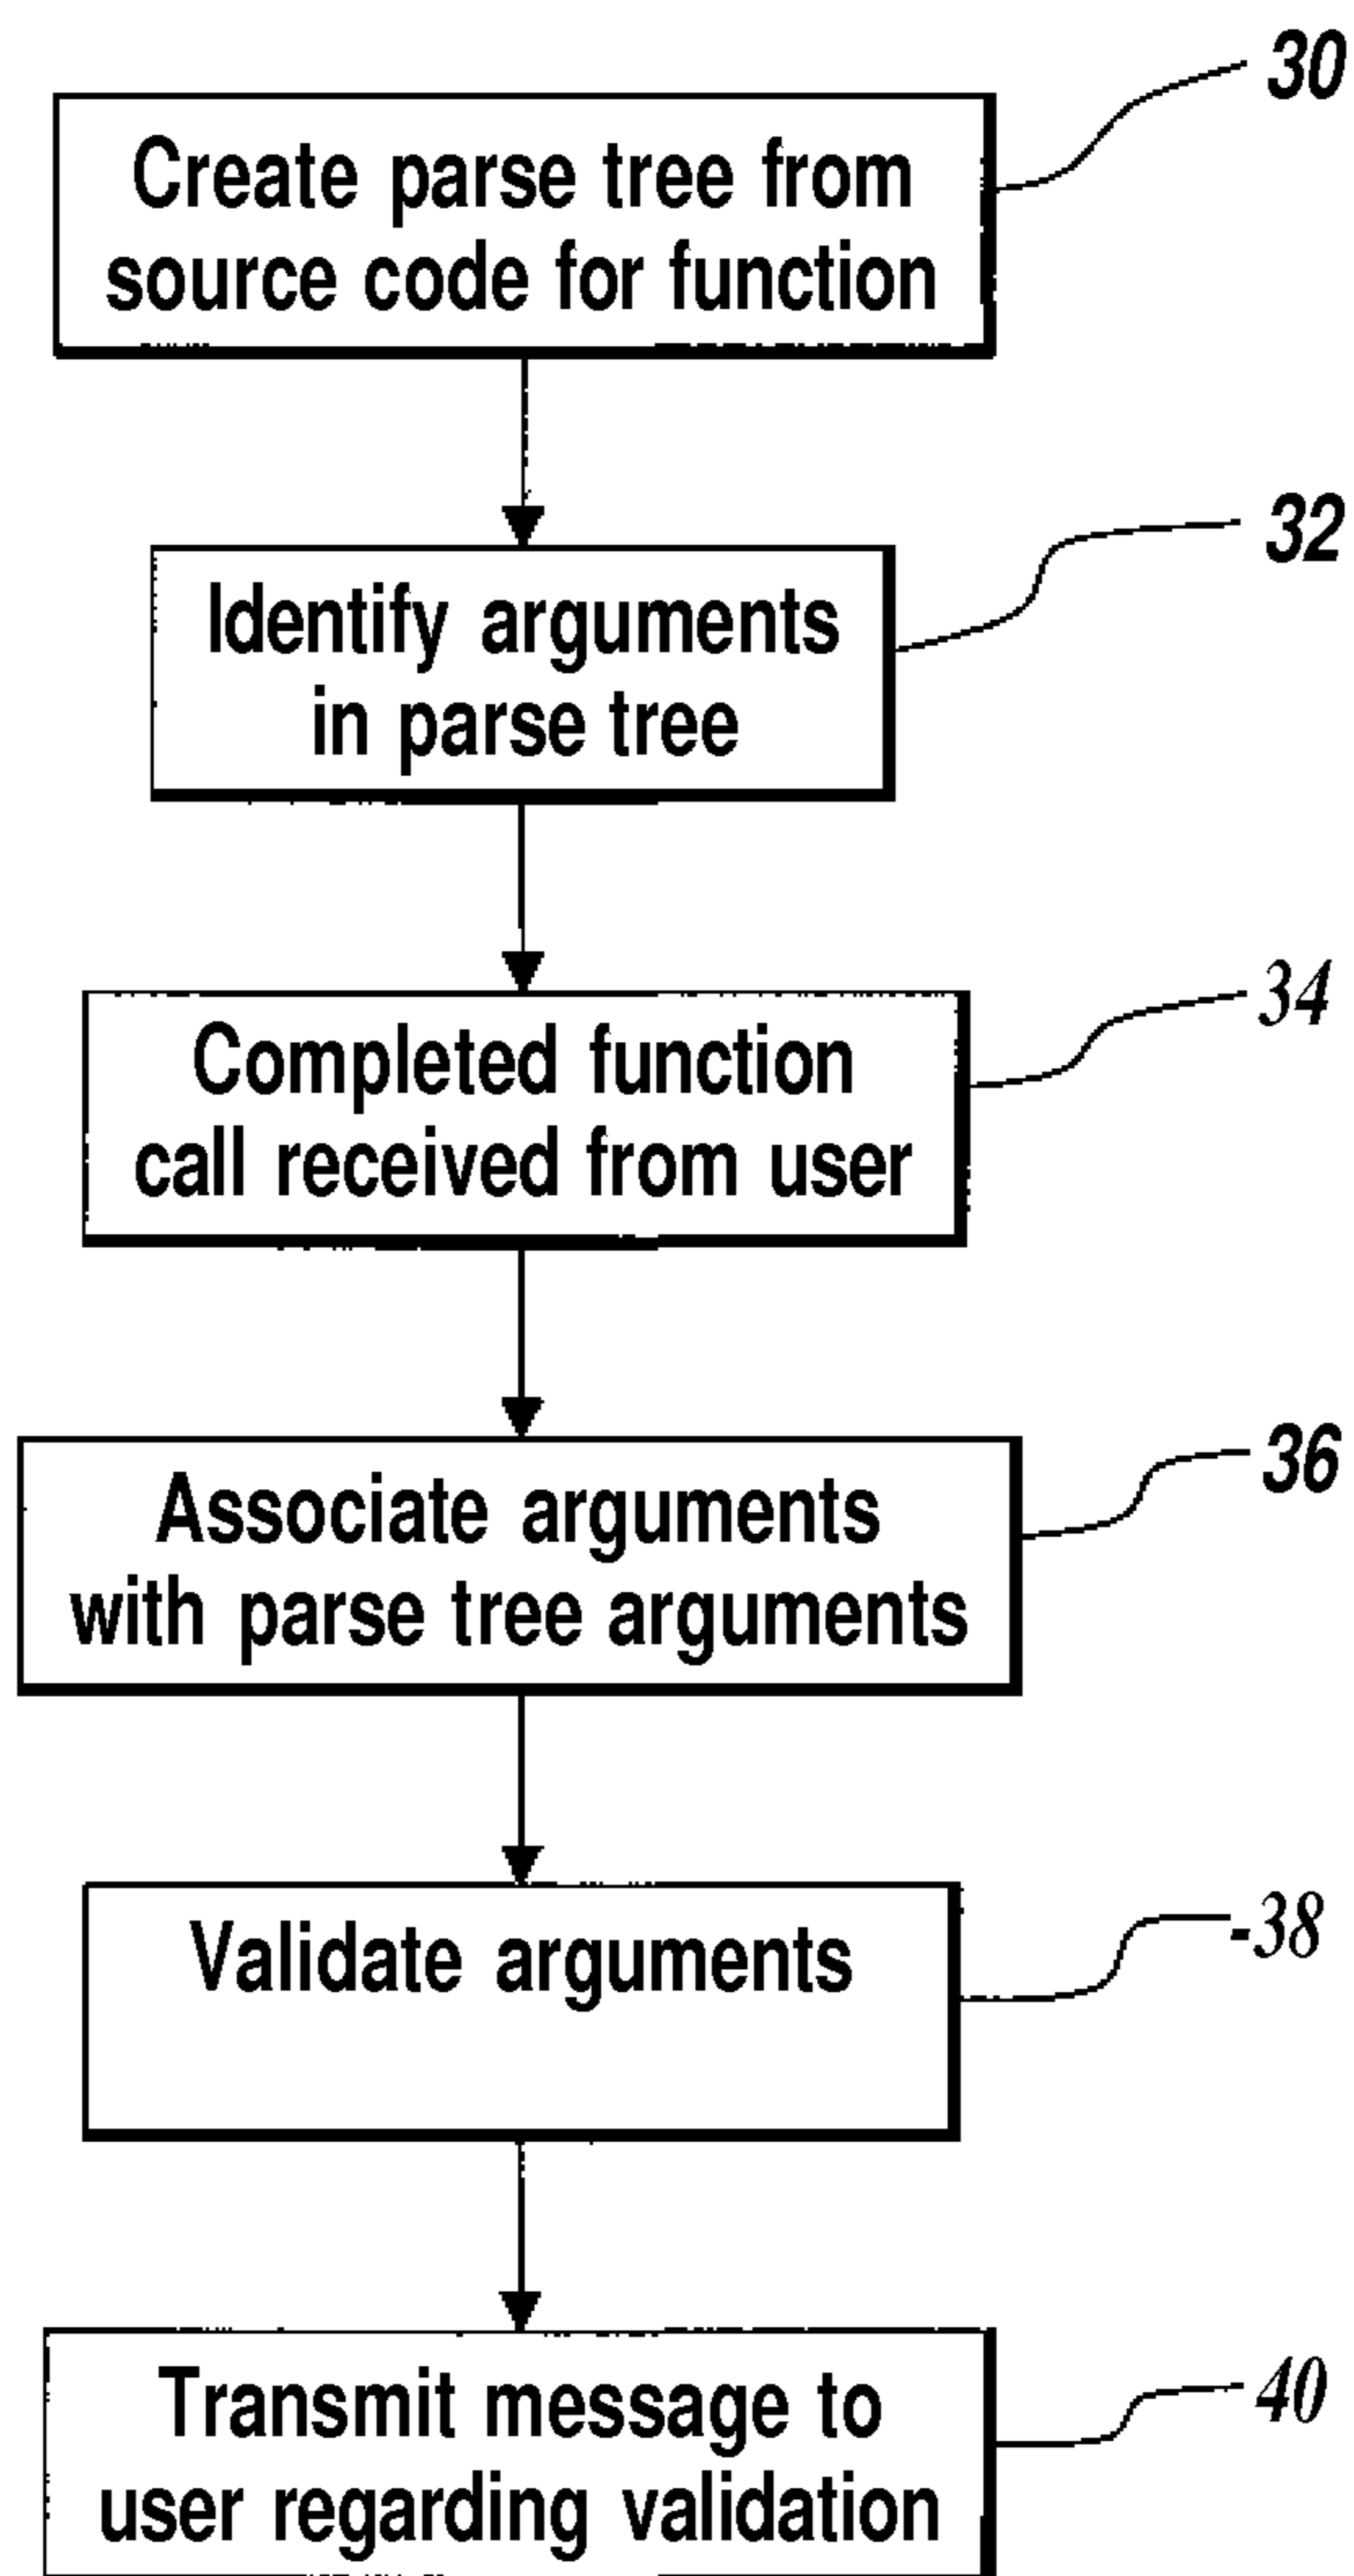 30
Create parse tree from
source code for function
32
Identify arguments
in parse tree
34
Completed function
call received from user
36
Associate arguments
with parse tree arguments
38
Validate arguments
40
Transmit message to
user regarding validation